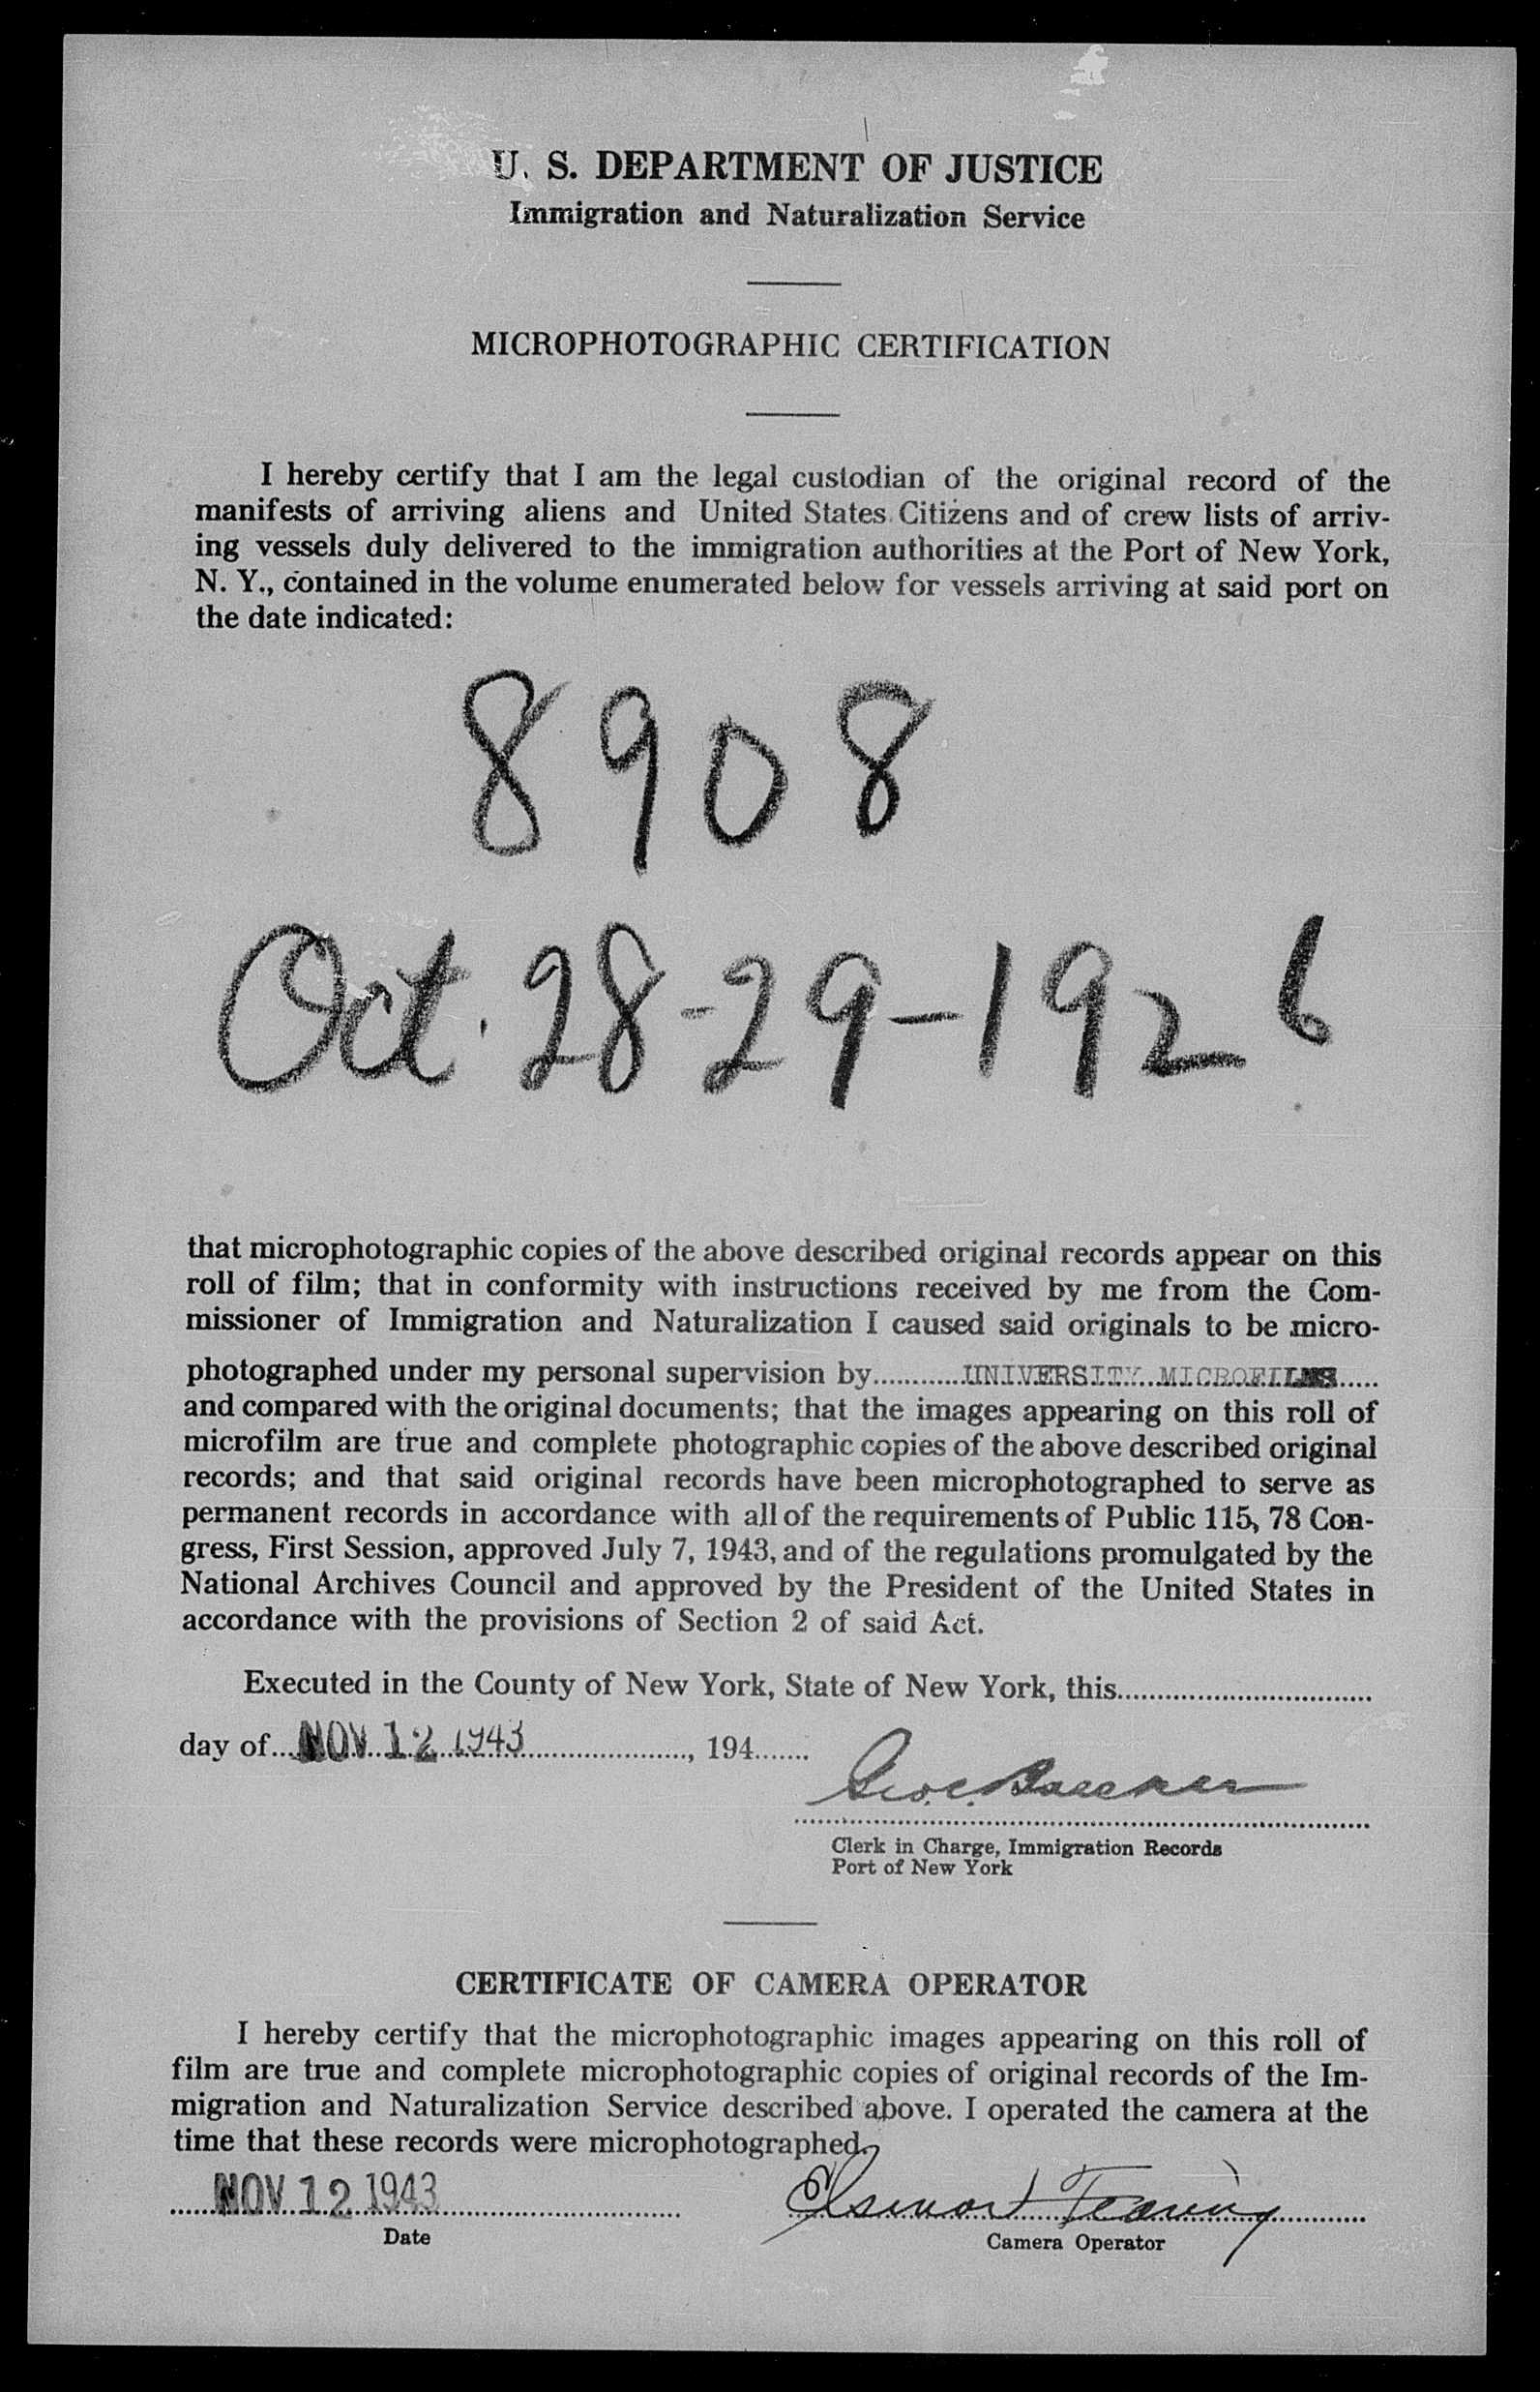 U. S. DEPARTMENT OF JUSTICE
Immigration and Naturalization Service
MICROPHOTOGRAPHIC CERTIFICATION
I hereby certify that I am the legal custodian of the original record of the
manifests of arriving aliens and United States Citizens and of crew lists of arriv-
ing vessels duly delivered to the immigration authorities at the Port of New York,
N. Y., contained in the volume enumerated below for vessels arriving at said port on
the date indicated:
8908
Oct. 28-29-1926
that microphotographic copies of the above described original records appear on this
roll of film; that in conformity with instructions received by me from the Com-
missioner of Immigration and Naturalization I caused said originals to be micro-
photographed under my personal supervision by............UNIVERSITY MICROFILMS.....
and compared with the original documents; that the images appearing on this roll of
microfilm are true and complete photographic copies of the above described original
records; and that said original records have been microphotographed to serve as
permanent records in accordance with all of the requirements of Public 115, 78 Con-
gress, First Session, approved July 7, 1943, and of the regulations promulgated by the
National Archives Council and approved by the President of the United States in
accordance with the provisions of Section 2 of said Act.
Executed in the County of New York, State of New York, this................................
day of...NOV 12 1943......................, 194.......
Clerk in Charge, Immigration Records
Port of New York
CERTIFICATE OF CAMERA OPERATOR
I hereby certify that the microphotographic images appearing on this roll of
film are true and complete microphotographic copies of original records of the Im-
migration and Naturalization Service described above. I operated the camera at the
time that these records were microphotographed.
NOV 12 1943
Date
Camera Operator